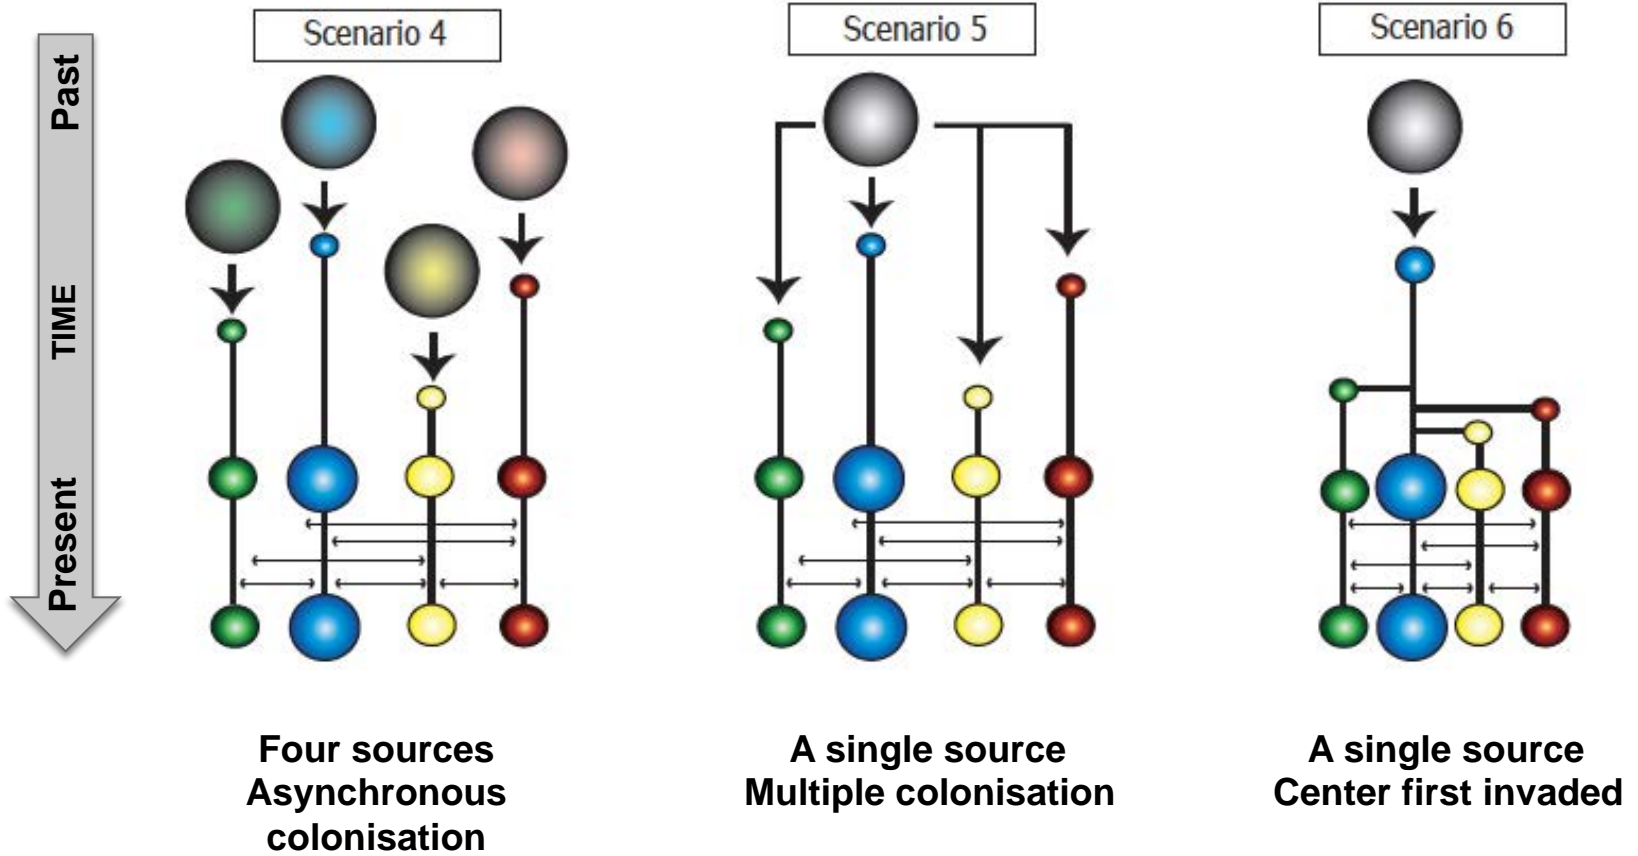 Past
TIME
Present
Scenario 4
Scenario 5
Scenario 6
Four sources
Asynchronous
colonisation
A single source
Multiple colonisation
A single source
Center first invaded